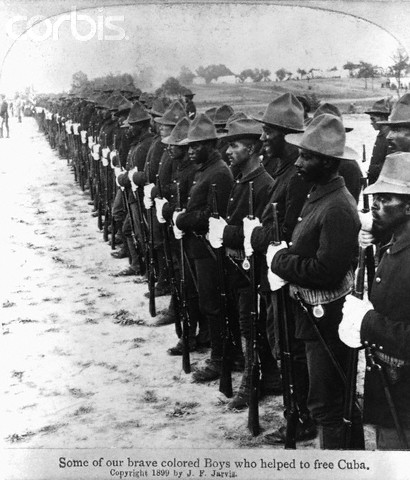 corbis
Some of our brave colored Boys who helped to free Cuba.
Copyright 1899 by J. F. Jarvis.